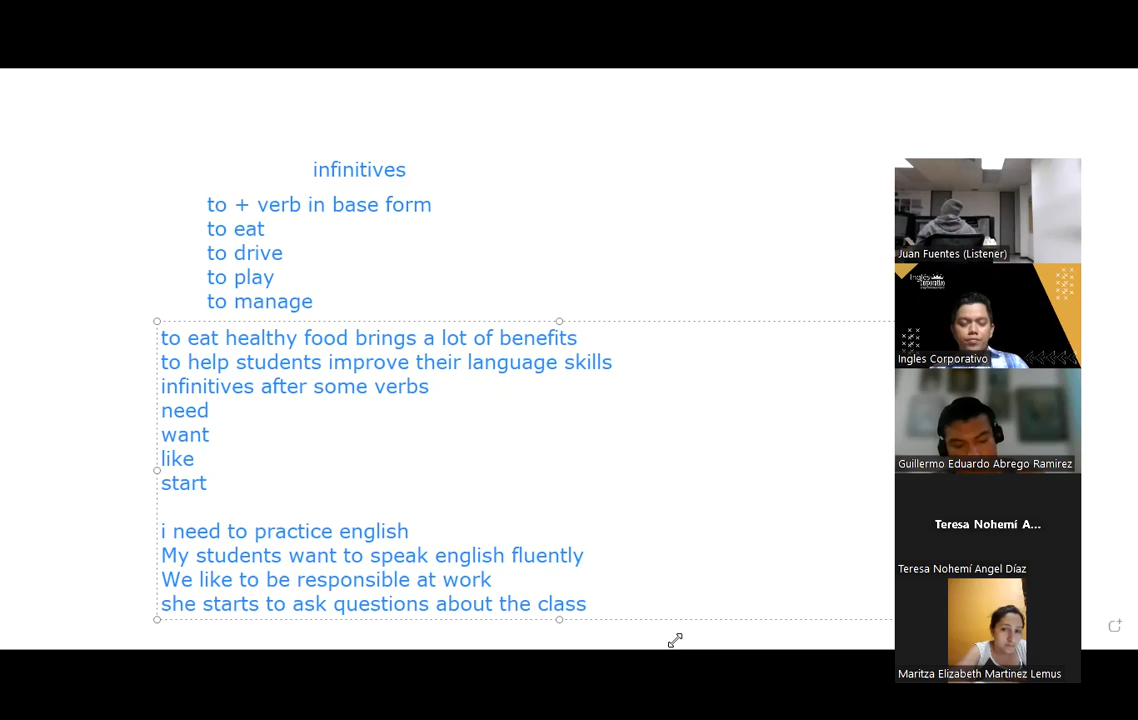 infinitives
to + verb in base form
to eat
to drive
to play
to manage
to eat healthy food brings a lot of benefits
to help students improve their language skills
infinitives after some verbs
need
want
like
start
i need to practice english
My students want to speak english fluently
We like to be responsible at work
she starts to ask questions about the class
Juan Fuentes (Listener)
Inglés Corporativo
Ingles Corporativo
Guillermo Eduardo Abrego Ramirez
Teresa Nohemí A...
Teresa Nohemí Angel Díaz
Maritza Elizabeth Martinez Lemus